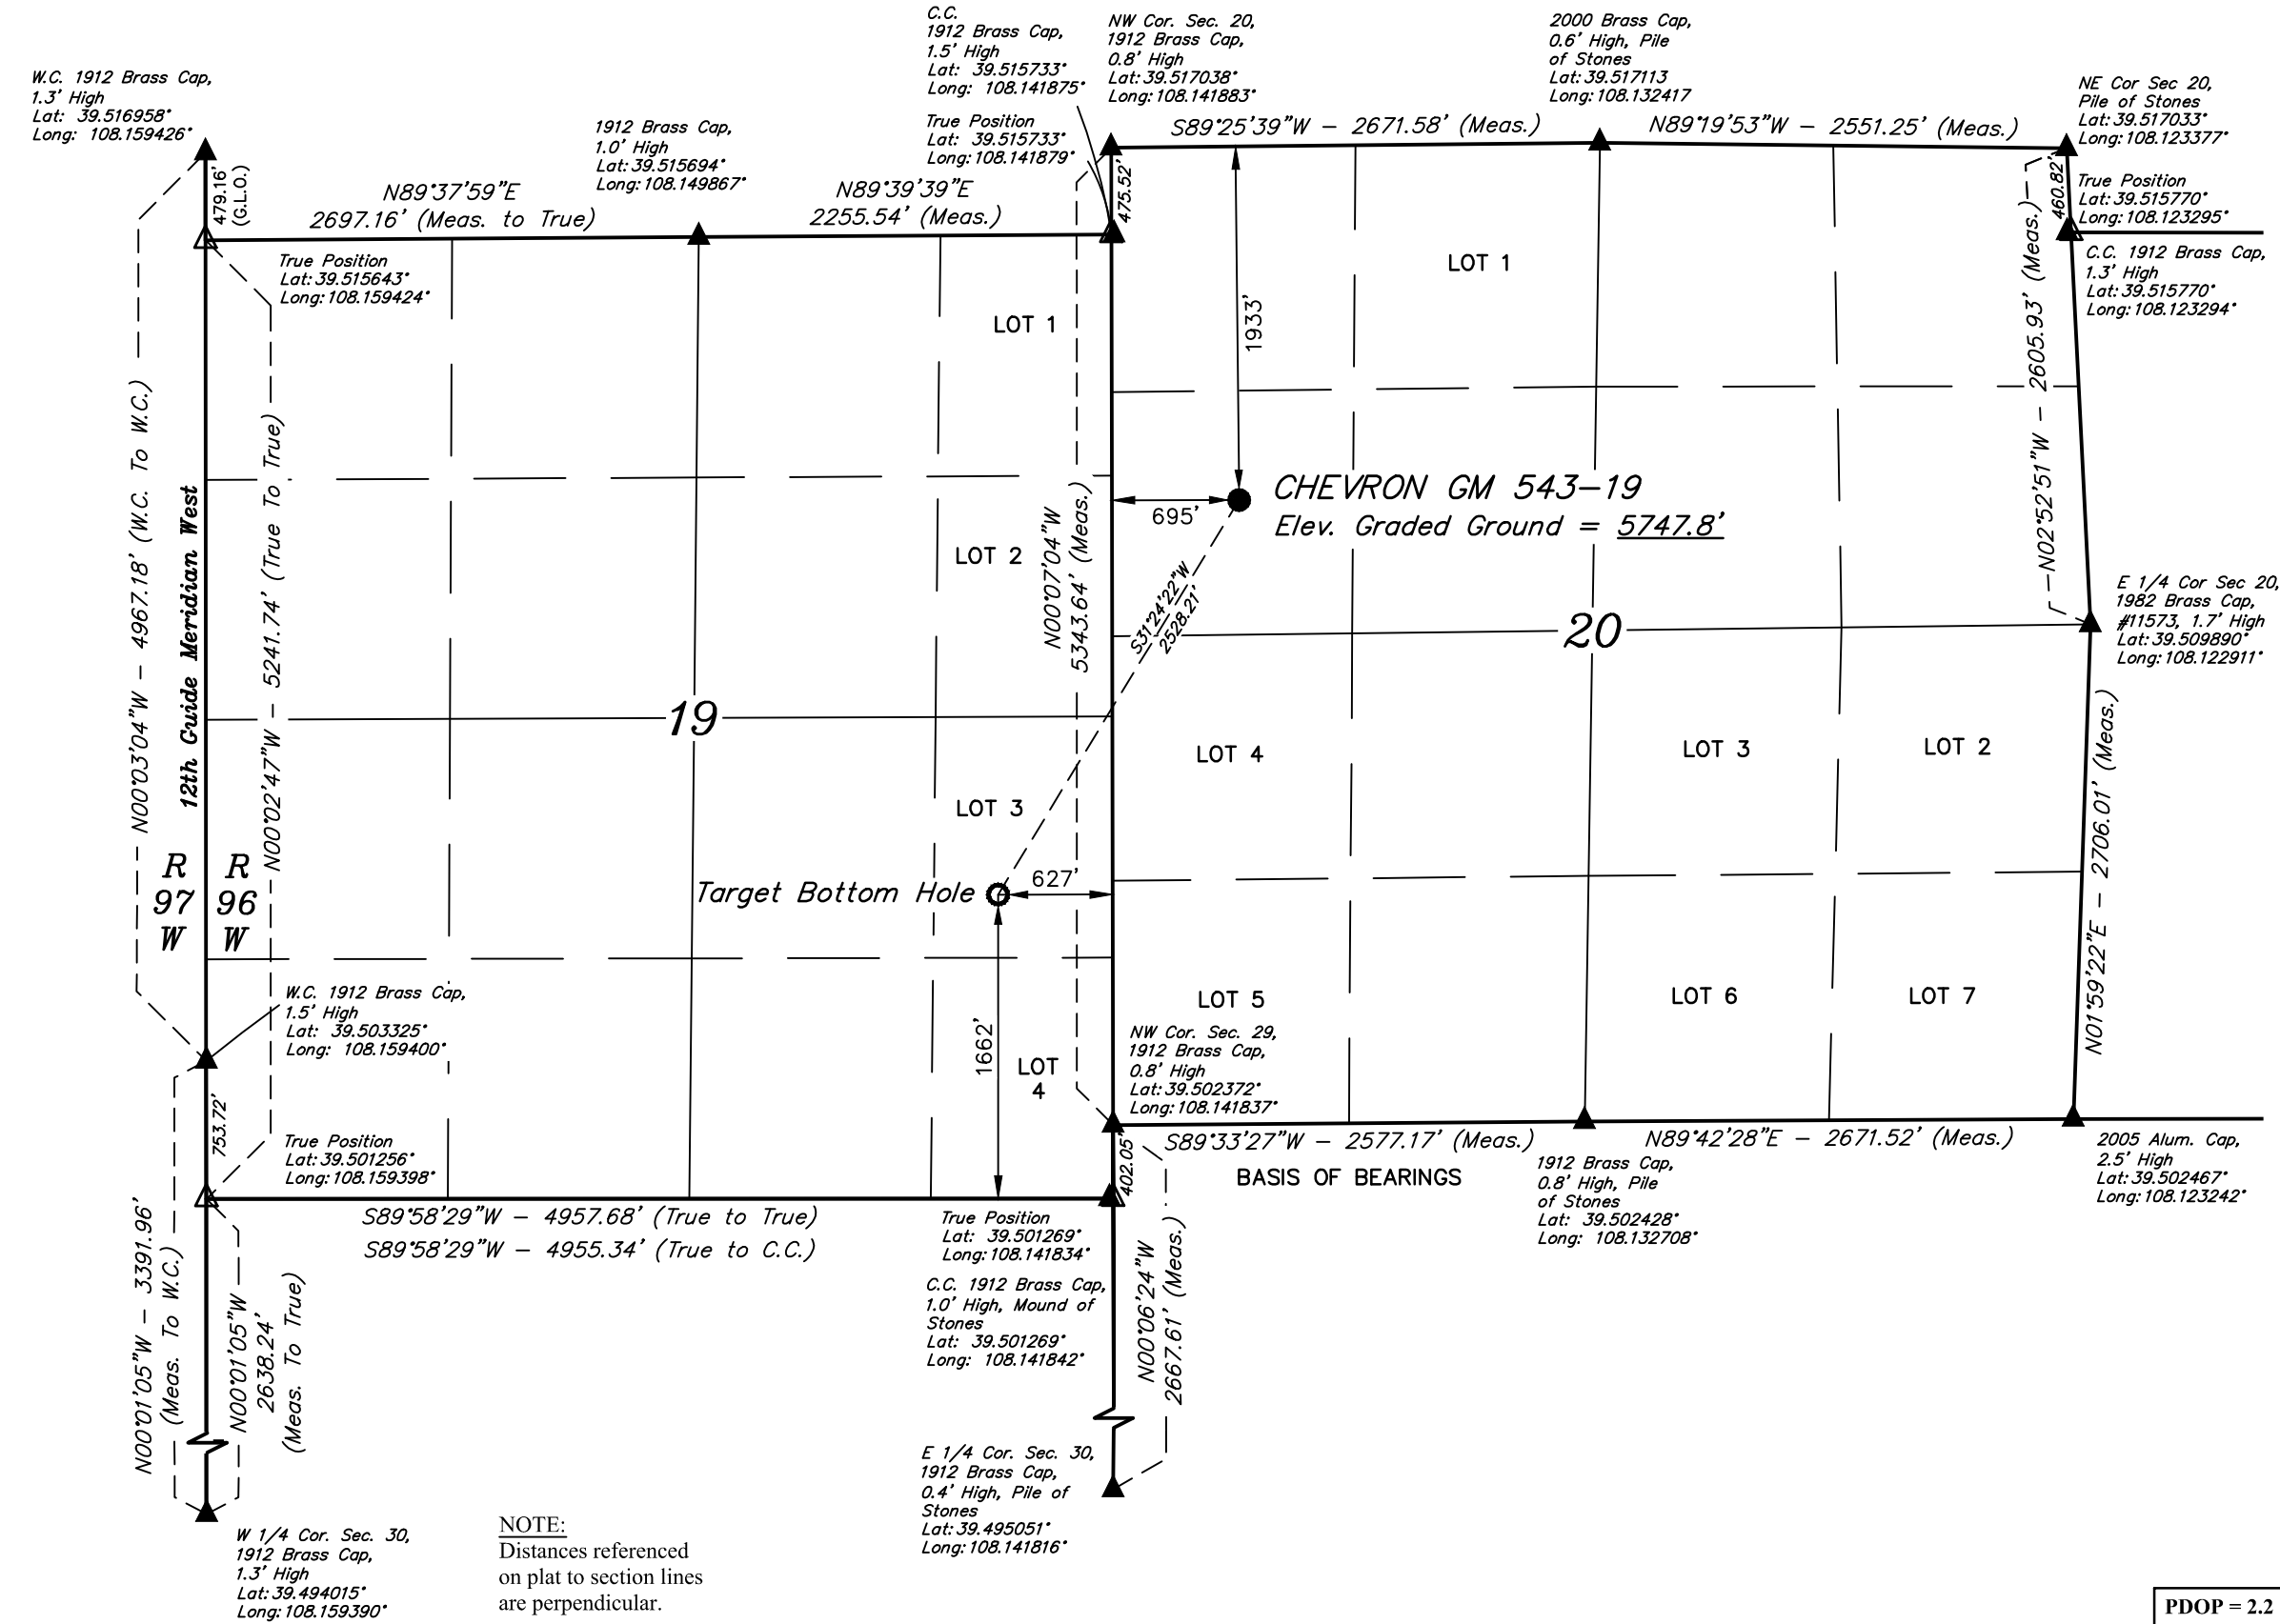 C.C.
1912 Brass Cap,
1.5' High
Lat: 39.515733°
Long: 108.141875°
True Position
Lat: 39.515733°
Long: 108.141879°
NW Cor. Sec. 20,
1912 Brass Cap,
0.8' High
Lat: 39.517038°
Long: 108.141883°
2000 Brass Cap,
0.6' High, Pile
of Stones
Lat: 39.517113
Long: 108.132417
NE Cor Sec 20,
Pile of Stones
Lat: 39.517033°
Long: 108.123377°
True Position
Lat: 39.515770°
Long: 108.123295°
C.C. 1912 Brass Cap,
1.3' High
Lat: 39.515770°
Long: 108.123294°
W.C. 1912 Brass Cap,
1.3' High
Lat: 39.516958°
Long: 108.159426°
1912 Brass Cap,
1.0' High
Lat: 39.515694°
Long: 108.149867°
S89°25'39"W - 2671.58' (Meas.)
N89°19'53"W - 2551.25' (Meas.)
479.16'
(G.L.O.)
N89°37'59"E
2697.16' (Meas. to True)
N89°39'39"E
2255.54' (Meas.)
475.52'
460.82'
True Position
Lat: 39.515643°
Long: 108.159424°
LOT 1
LOT 1
1933'
N02°52'51"W - 2605.93' (Meas.)
N00°03'04"W - 4967.18' (W.C. To W.C.)
12th Guide Meridian West
N00°02'47"W - 5241.74' (True To True)
CHEVRON GM 543-19
Elev. Graded Ground = 5747.8'
695'
LOT 2
N00°07'04"W
5343.64' (Meas.)
S31°24'22"W
2528.21'
20
E 1/4 Cor Sec 20,
1982 Brass Cap,
#11573, 1.7' High
Lat: 39.509890°
Long: 108.122911°
19
LOT 4
LOT 3
LOT 2
LOT 3
N01°59'22"E - 2706.01' (Meas.)
R
97
W
R
96
W
Target Bottom Hole
627'
1662'
LOT 5
LOT 6
LOT 7
W.C. 1912 Brass Cap,
1.5' High
Lat: 39.503325°
Long: 108.159400°
LOT
4
NW Cor. Sec. 29,
1912 Brass Cap,
0.8' High
Lat: 39.502372°
Long: 108.141837°
753.72'
True Position
Lat: 39.501256°
Long: 108.159398°
402.05'
S89°33'27"W - 2577.17' (Meas.)
BASIS OF BEARINGS
N89°42'28"E - 2671.52' (Meas.)
1912 Brass Cap,
0.8' High, Pile
of Stones
Lat: 39.502428°
Long: 108.132708°
2005 Alum. Cap,
2.5' High
Lat: 39.502467°
Long: 108.123242°
S89°58'29"W - 4957.68' (True to True)
S89°58'29"W - 4955.34' (True to C.C.)
True Position
Lat: 39.501269°
Long: 108.141834°
C.C. 1912 Brass Cap,
1.0' High, Mound of
Stones
Lat: 39.501269°
Long: 108.141842°
N00°01'05"W - 3391.96'
(Meas. To W.C.)
N00°01'05"W
2638.24'
(Meas. To True)
N00°06'24"W
2667.61' (Meas.)
E 1/4 Cor. Sec. 30,
1912 Brass Cap,
0.4' High, Pile of
Stones
Lat: 39.495051°
Long: 108.141816°
W 1/4 Cor. Sec. 30,
1912 Brass Cap,
1.3' High
Lat: 39.494015°
Long: 108.159390°
NOTE:
Distances referenced
on plat to section lines
are perpendicular.
PDOP = 2.2